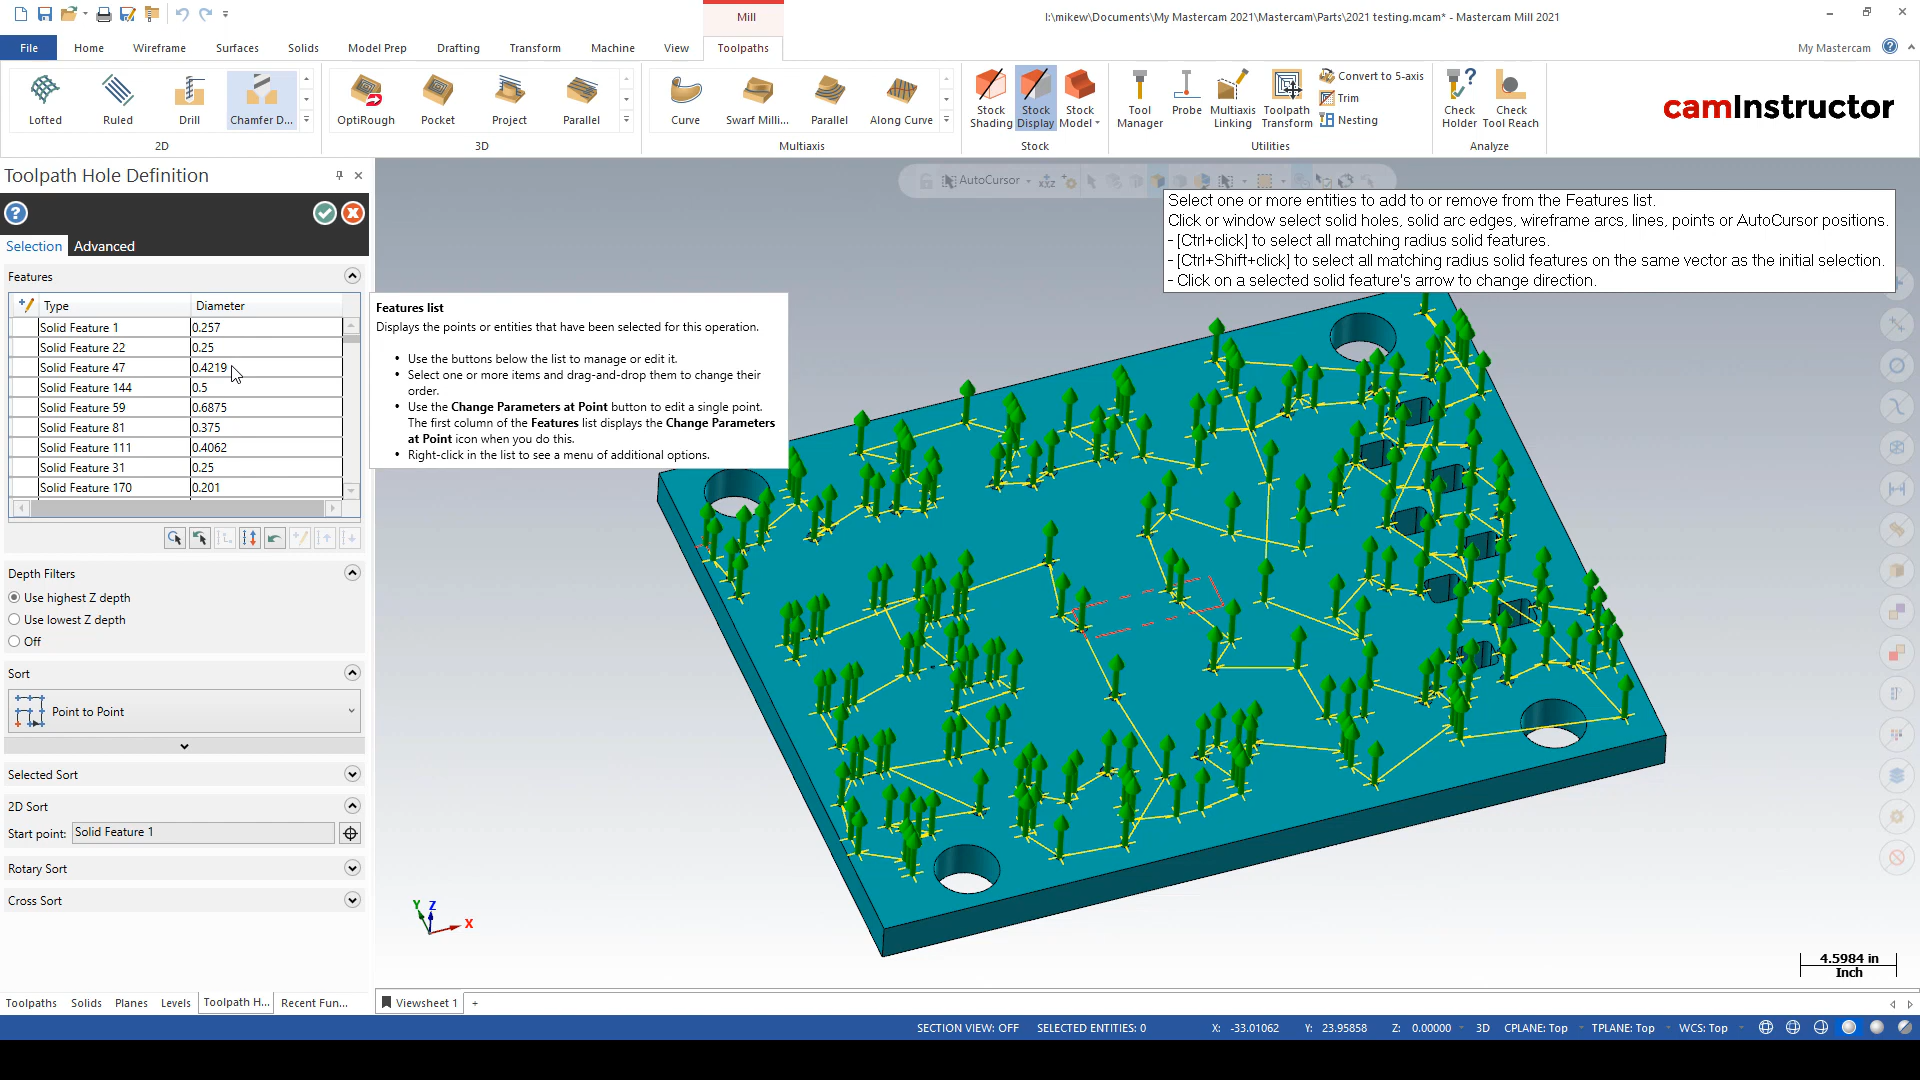 Mill
I:\mikew\Documents\My Mastercam 2021\Mastercam\Parts\2021 testing.mcam* - Mastercam Mill 2021
File
Home
Wireframe
Surfaces
Solids
Model Prep
Drafting
Transform
Machine
View
Toolpaths
My Mastercam
Lofted
Ruled
Drill
Chamfer D...
2D
OptiRough
Pocket
Project
Parallel
3D
Curve
Swarf Milli...
Parallel
Along Curve
Multiaxis
Stock
Shading
Stock
Display
Stock
Model
Stock
Tool
Manager
Probe
Multiaxis
Linking
Toolpath
Transform
Convert to 5-axis
Trim
Nesting
Utilities
Check
Holder
Check
Tool Reach
Analyze
camInstructor
Toolpath Hole Definition
Selection
Advanced
Features
Type Diameter
Solid Feature 1 0.257
Solid Feature 22 0.25
Solid Feature 47 0.4219
Solid Feature 144 0.5
Solid Feature 59 0.6875
Solid Feature 81 0.375
Solid Feature 111 0.4062
Solid Feature 31 0.25
Solid Feature 170 0.201
Depth Filters
Use highest Z depth
Use lowest Z depth
Off
Sort
Point to Point
Selected Sort
2D Sort
Start point: Solid Feature 1
Rotary Sort
Cross Sort
Features list
Displays the points or entities that have been selected for this operation.
• Use the buttons below the list to manage or edit it.
• Select one or more items and drag-and-drop them to change their
order.
• Use the Change Parameters at Point button to edit a single point.
The first column of the Features list displays the Change Parameters
at Point icon when you do this.
• Right-click in the list to see a menu of additional options.
AutoCursor
XYZ
Select one or more entities to add to or remove from the Features list.
Click or window select solid holes, solid arc edges, wireframe arcs, lines, points or AutoCursor positions.
- [Ctrl+click] to select all matching radius solid features.
- [Ctrl+Shift+click] to select all matching radius solid features on the same vector as the initial selection.
- Click on a selected solid feature's arrow to change direction.
Y Z
X
4.5984 in
Inch
Toolpaths
Solids
Planes
Levels
Toolpath H...
Recent Fun...
Viewsheet 1
+
SECTION VIEW: OFF
SELECTED ENTITIES: 0
X: -33.01062
Y: 23.95858
Z: 0.00000
3D
CPLANE: Top
TPLANE: Top
WCS: Top